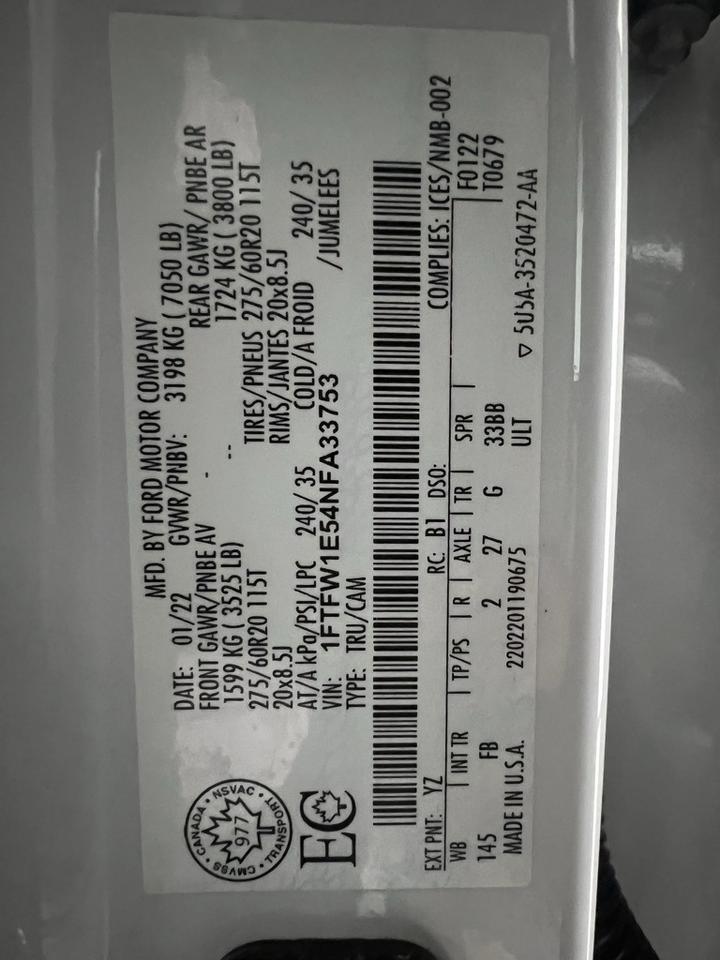 MFD. BY FORD MOTOR COMPANY
DATE: 01/22 GVWR/PNBV: 3198 KG ( 7050 LB)
FRONT GAWR/PNBE AV - REAR GAWR/ PNBE AR
1599 KG ( 3525 LB) -- 1724 KG ( 3800 LB)
275/60R20 115T TIRES/PNEUS 275/60R20 115T
20x8.5J RIMS/JANTES 20x8.5J
AT/A kPa/PSI/LPC 240/ 35 COLD/A FROID 240/ 35
VIN: 1FTFW1E54NFA33753 /JUMELEES
TYPE: TRU/CAM
CANADA • NSVAC • TRANSPORT • CMVSS •
977
EC
EXT PNT: YZ RC: B1 DSO: COMPLIES: ICES/NMB-002
WB | INT TR | TP/PS | R | AXLE | TR | SPR | F0122
145 FB 2 27 G 33BB T0679
MADE IN U.S.A. 2202201190675 ULT ▽ 5U5A-3520472-AA